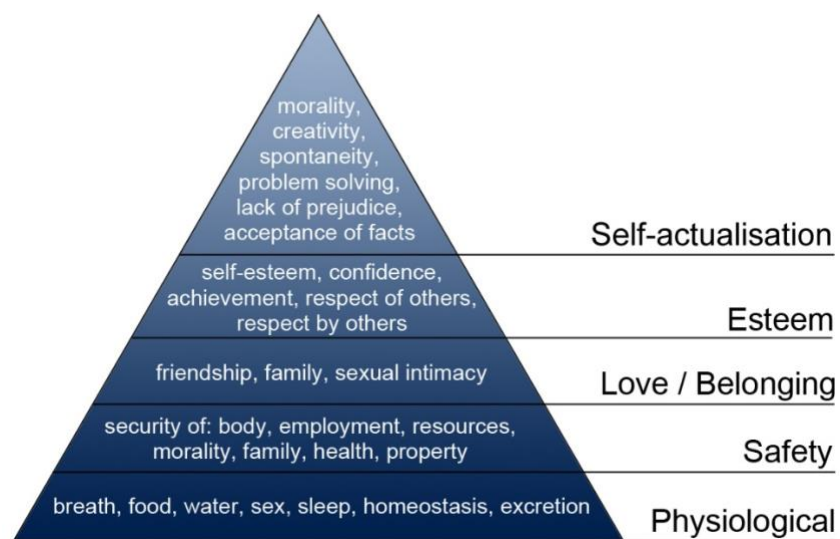 morality,
creativity,
spontaneity,
problem solving,
lack of prejudice,
acceptance of facts
Self-actualisation
self-esteem, confidence,
achievement, respect of others,
respect by others
Esteem
friendship, family, sexual intimacy
Love / Belonging
security of: body, employment, resources,
morality, family, health, property
Safety
breath, food, water, sex, sleep, homeostasis, excretion
Physiological